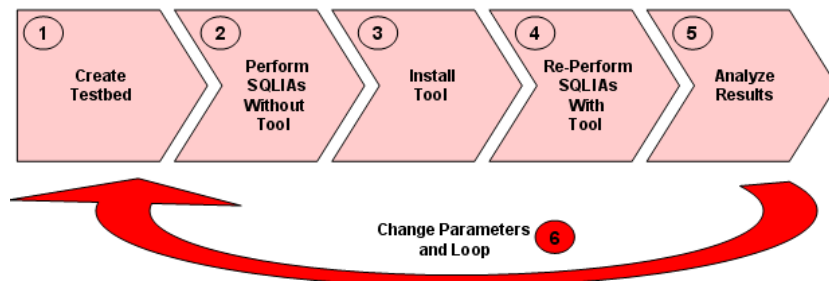 1
Create
Testbed
2
Perform
SQLIAs
Without
Tool
3
Install
Tool
4
Re-Perform
SQLIAs
With
Tool
5
Analyze
Results
Change Parameters
and Loop
6